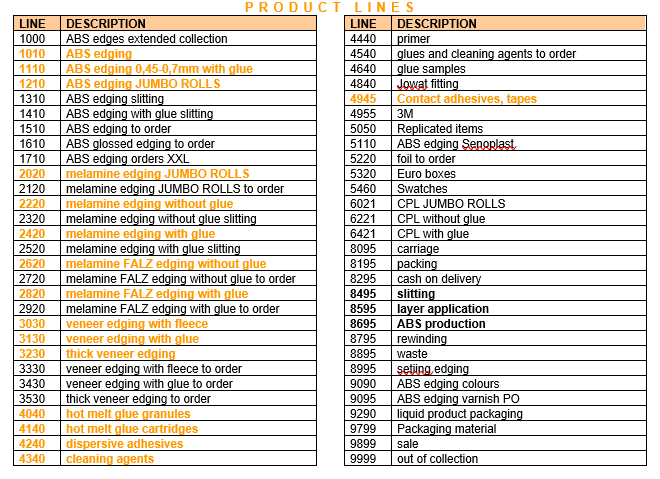 PRODUCT LINES
LINE DESCRIPTION
1000 ABS edges extended collection
1010 ABS edging
1110 ABS edging 0,45-0,7mm with glue
1210 ABS edging JUMBO ROLLS
1310 ABS edging slitting
1410 ABS edging with glue slitting
1510 ABS edging to order
1610 ABS glossed edging to order
1710 ABS edging orders XXL
2020 melamine edging JUMBO ROLLS
2120 melamine edging JUMBO ROLLS to order
2220 melamine edging without glue
2320 melamine edging without glue slitting
2420 melamine edging with glue
2520 melamine edging with glue slitting
2620 melamine FALZ edging without glue
2720 melamine FALZ edging without glue to order
2820 melamine FALZ edging with glue
2920 melamine FALZ edging with glue to order
3030 veneer edging with fleece
3130 veneer edging with glue
3230 thick veneer edging
3330 veneer edging with fleece to order
3430 veneer edging with glue to order
3530 thick veneer edging to order
4040 hot melt glue granules
4140 hot melt glue cartridges
4240 dispersive adhesives
4340 cleaning agents
LINE DESCRIPTION
4440 primer
4540 glues and cleaning agents to order
4640 glue samples
4840 Jowat fitting
4945 Contact adhesives, tapes
4955 3M
5050 Replicated items
5110 ABS edging Senoplast
5220 foil to order
5320 Euro boxes
5460 Swatches
6021 CPL JUMBO ROLLS
6221 CPL without glue
6421 CPL with glue
8095 carriage
8195 packing
8295 cash on delivery
8495 slitting
8595 layer application
8695 ABS production
8795 rewinding
8895 waste
8995 setiing edging
9090 ABS edging colours
9095 ABS edging varnish PO
9290 liquid product packaging
9799 Packaging material
9899 sale
9999 out of collection